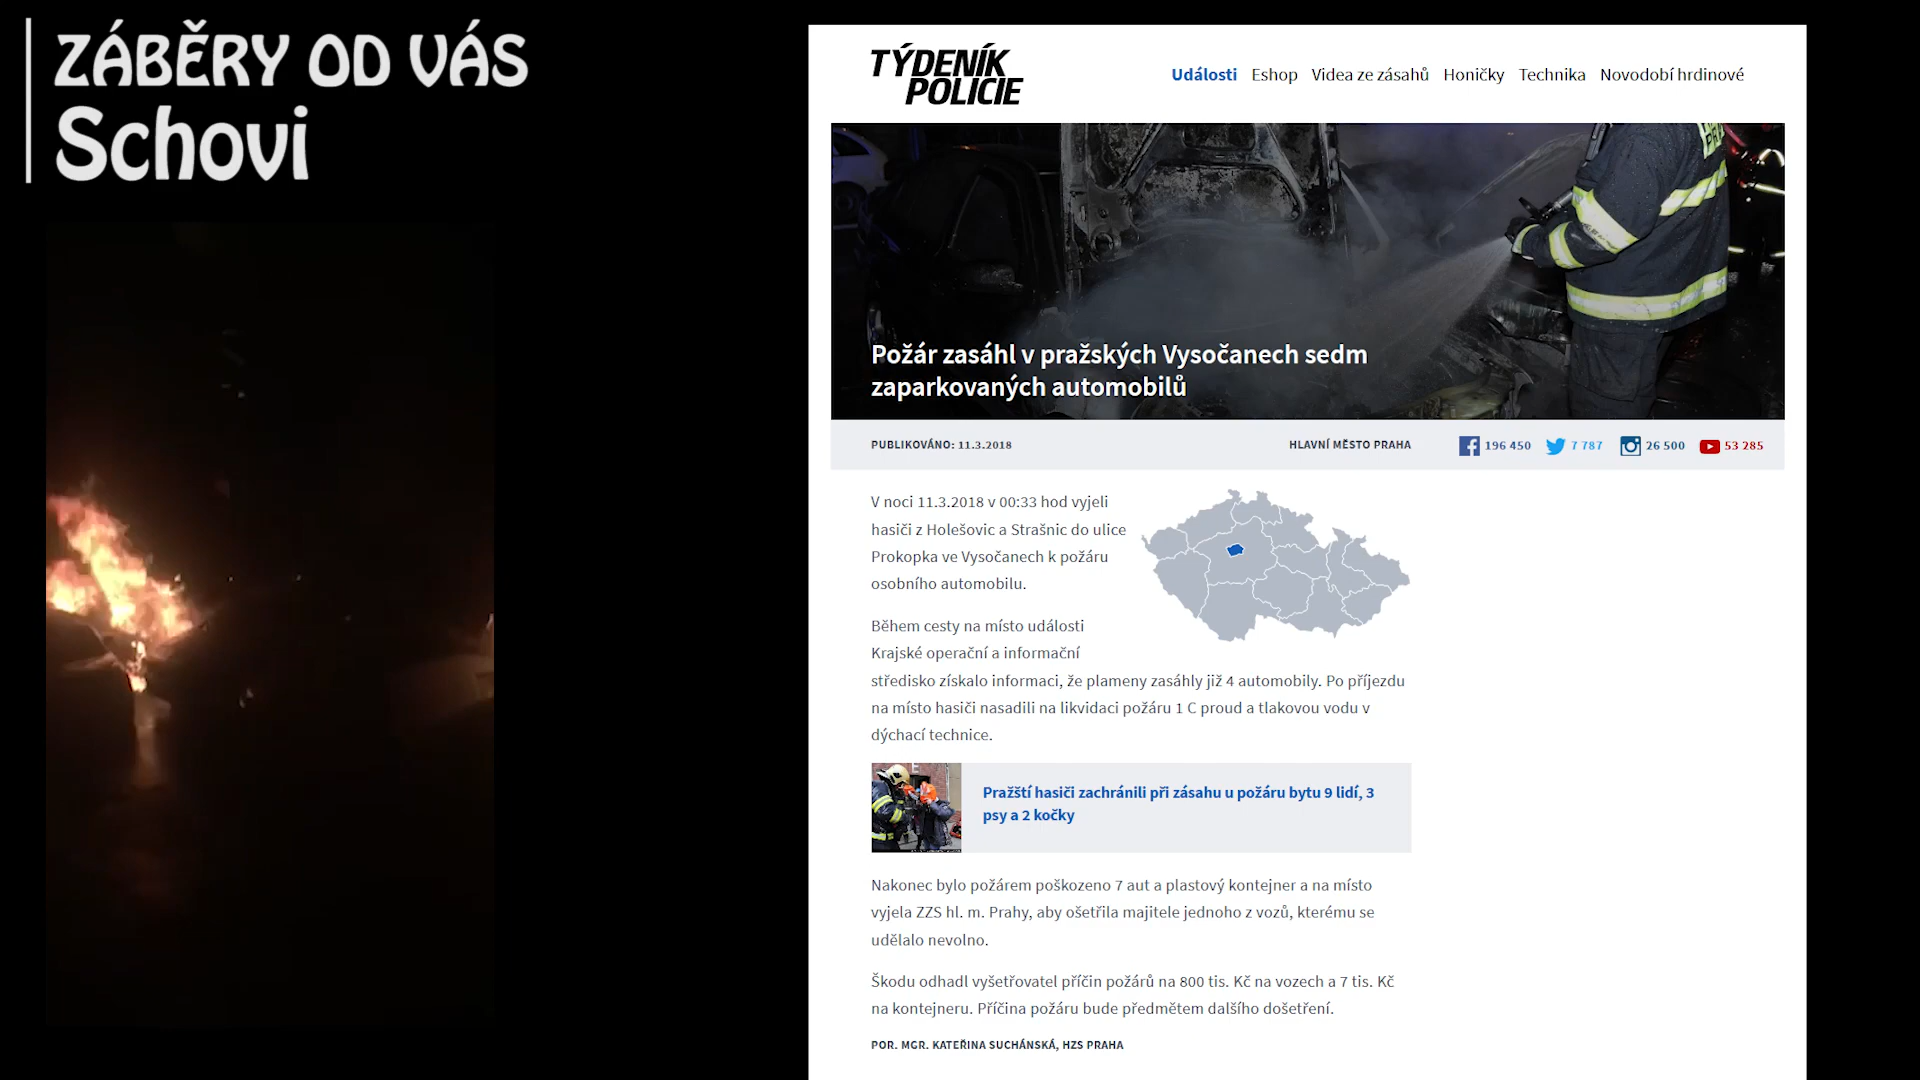 ZÁBĚRY OD VÁS
Schovi
TÝDENÍK
POLICIE
Události Eshop Videa ze zásahů Honičky Technika Novodobí hrdinové
Požár zasáhl v pražských Vysočanech sedm
zaparkovaných automobilů
PUBLIKOVÁNO: 11.3.2018 HLAVNÍ MĚSTO PRAHA 196 450 7 787 26 500 53 285
V noci 11.3.2018 v 00:33 hod vyjeli
hasiči z Holešovic a Strašnic do ulice
Prokopka ve Vysočanech k požáru
osobního automobilu.
Během cesty na místo události
Krajské operační a informační
středisko získalo informaci, že plameny zasáhly již 4 automobily. Po příjezdu
na místo hasiči nasadili na likvidaci požáru 1 C proud a tlakovou vodu v
dýchací technice.
Pražští hasiči zachránili při zásahu u požáru bytu 9 lidí, 3
psy a 2 kočky
Nakonec bylo požárem poškozeno 7 aut a plastový kontejner a na místo
vyjela ZZS hl. m. Prahy, aby ošetřila majitele jednoho z vozů, kterému se
udělalo nevolno.
Škodu odhadl vyšetřovatel příčin požárů na 800 tis. Kč na vozech a 7 tis. Kč
na kontejneru. Příčina požáru bude předmětem dalšího došetření.
POR. MGR. KATEŘINA SUCHÁNSKÁ, HZS PRAHA